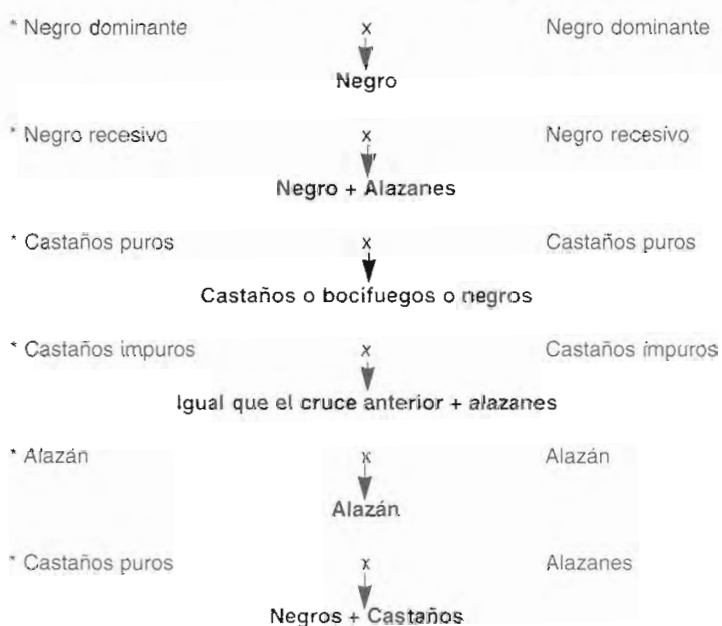 * Negro dominante x Negro dominante
Negro
* Negro recesivo x Negro recesivo
Negro + Alazanes
* Castaños puros x Castaños puros
Castaños o bocifuegos o negros
* Castaños impuros x Castaños impuros
Igual que el cruce anterior + alazanes
* Alazán x Alazán
Alazán
* Castaños puros x Alazanes
Negros + Castaños